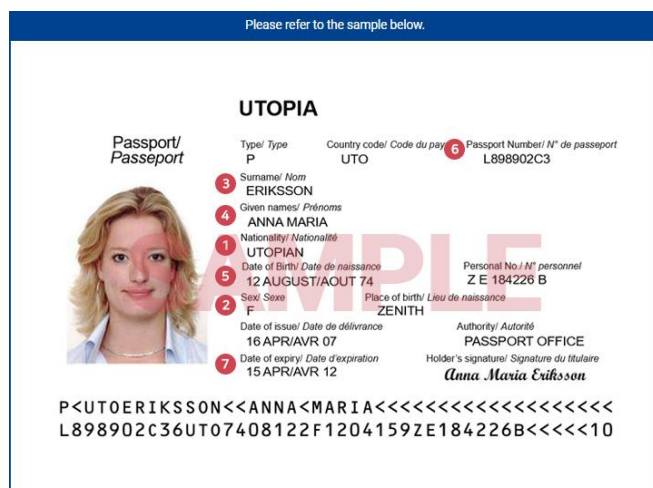 Please refer to the sample below.
UTOPIA
Passport/
Passeport
Type/ Type Country code/ Code du pay 6 Passport Number/ N° de passeport
P UTO L898902C3
3 Surname/ Nom
ERIKSSON
4 Given names/ Prénoms
ANNA MARIA
1 Nationality/ Nationalité
UTOPIAN
SAMPLE
5 Date of Birth/ Date de naissance Personal No./ N° personnel
12 AUGUST/AOUT 74 Z E 184226 B
2 Sex/ Sexe Place of birth/ Lieu de naissance
F ZENITH
Date of issue/ Date de délivrance Authority/ Autorité
16 APR/AVR 07 PASSPORT OFFICE
7 Date of expiry/ Date d'expiration Holder's signature/ Signature du titulaire
15 APR/AVR 12 Anna Maria Eriksson
P<UTOERIKSSON<<ANNA<MARIA<<<<<<<<<<<<<<<<<<<
L898902C36UTO7408122F1204159ZE184226B<<<<<10